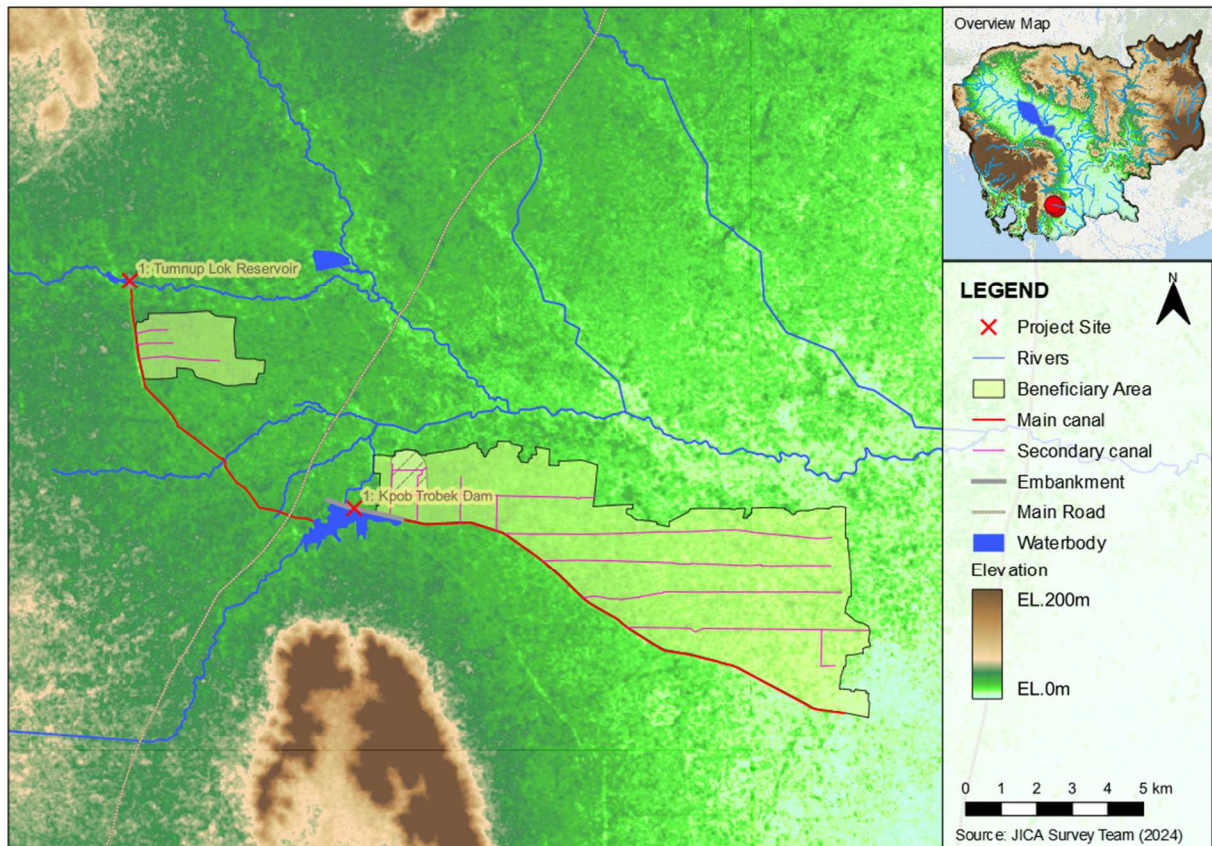 Overview Map
1: Tumnup Lok Reservoir
1: Kpob Trobek Dam
LEGEND
N
Project Site
Rivers
Beneficiary Area
Main canal
Secondary canal
Embankment
Main Road
Waterbody
Elevation
EL.200m
EL.0m
0 1 2 3 4 5 km
Source: JICA Survey Team (2024)